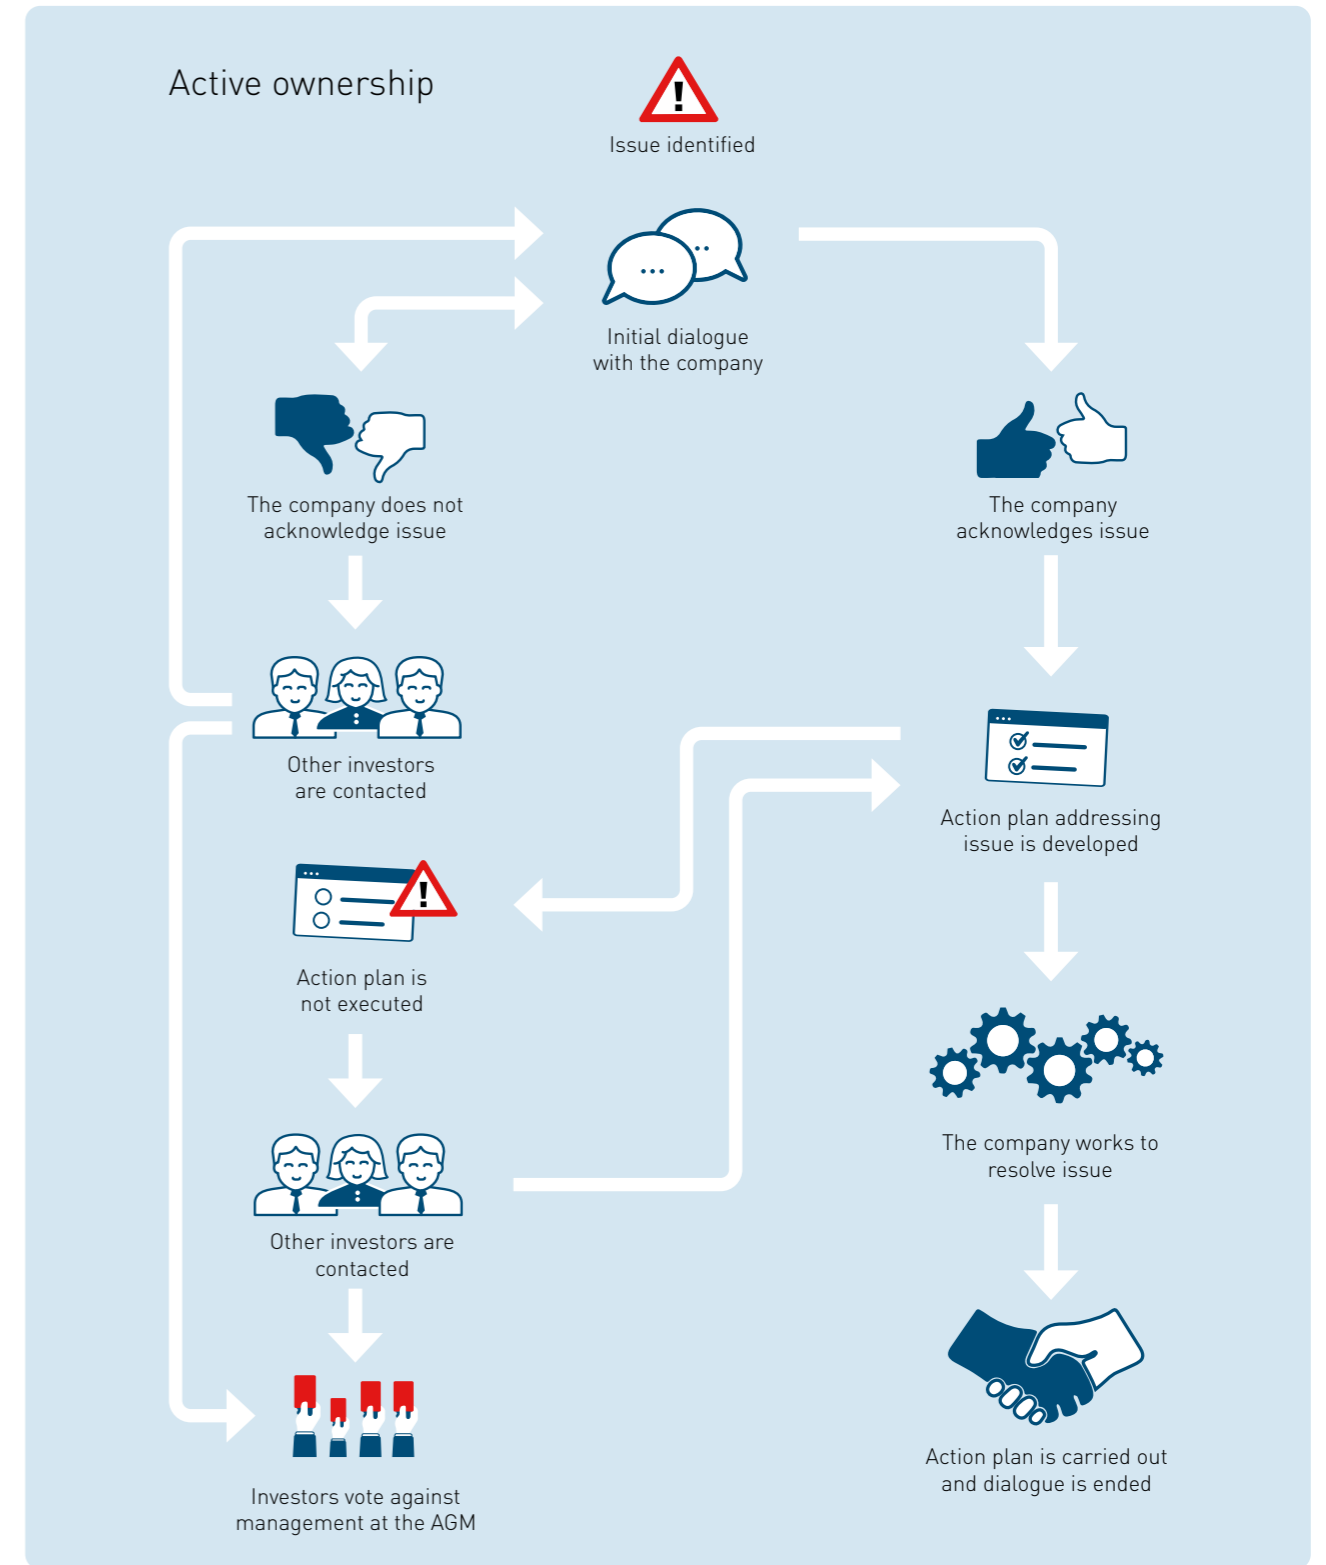 Active ownership
Issue identified
Initial dialogue
with the company
The company does not
acknowledge issue
The company
acknowledges issue
Other investors
are contacted
Action plan addressing
issue is developed
Action plan is
not executed
The company works to
resolve issue
Other investors are
contacted
Action plan is carried out
and dialogue is ended
Investors vote against
management at the AGM